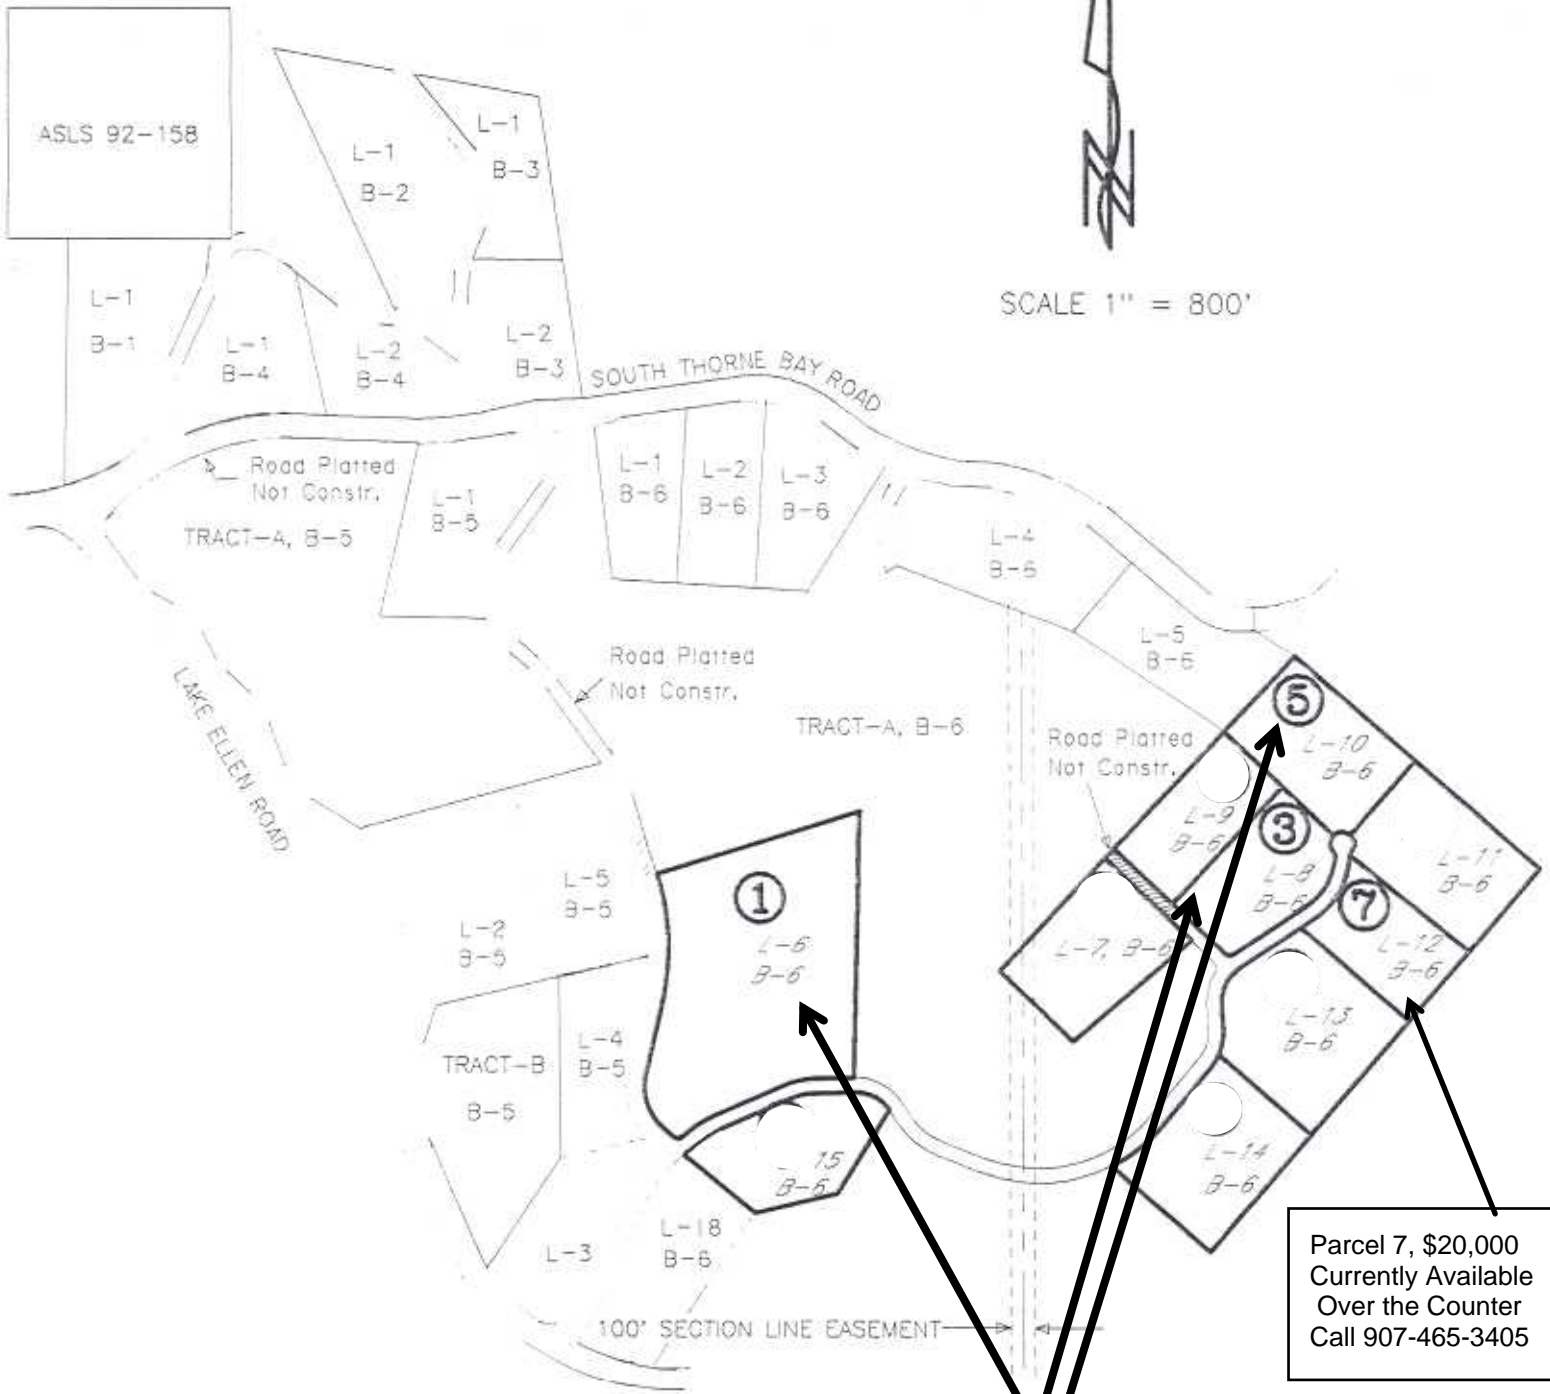 ASLS 92-158
L-1
B-2
L-1
B-3
N
SCALE 1" = 800'
L-1
B-1
L-1
B-4
L-2
B-4
L-2
B-3
SOUTH THORNE BAY ROAD
Road Platted
Not Constr.
TRACT-A, B-5
L-1
B-5
L-1
B-6
L-2
B-6
L-3
B-6
L-4
B-6
L-5
B-6
Road Platted
Not Constr.
LAKE ELLEN ROAD
TRACT-A, B-6
Road Platted
Not Constr.
5
L-10
B-6
L-9
B-6
3
L-8
B-6
L-11
B-6
7
L-12
B-6
L-7, B-6
L-13
B-6
L-14
B-6
1
L-6
B-6
L-5
B-5
L-2
B-5
L-4
B-5
TRACT-B
B-5
15
B-6
L-18
B-6
L-3
100' SECTION LINE EASEMENT
Parcel 7, $20,000
Currently Available
Over the Counter
Call 907-465-3405